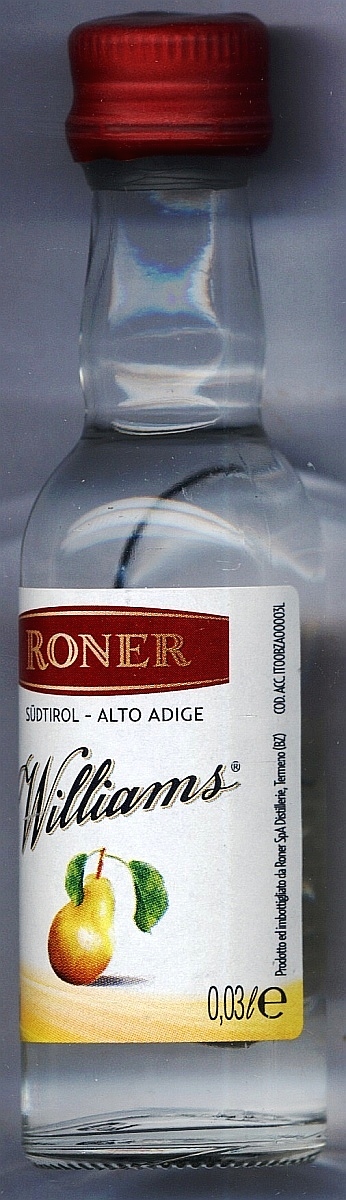 RONER
SÜDTIROL - ALTO ADIGE
Williams®
0,03 l e
Prodotto ed imbottigliato da Roner SpA Distillerie, Termeno (BZ) COD. ACC. IT00BZA00003L